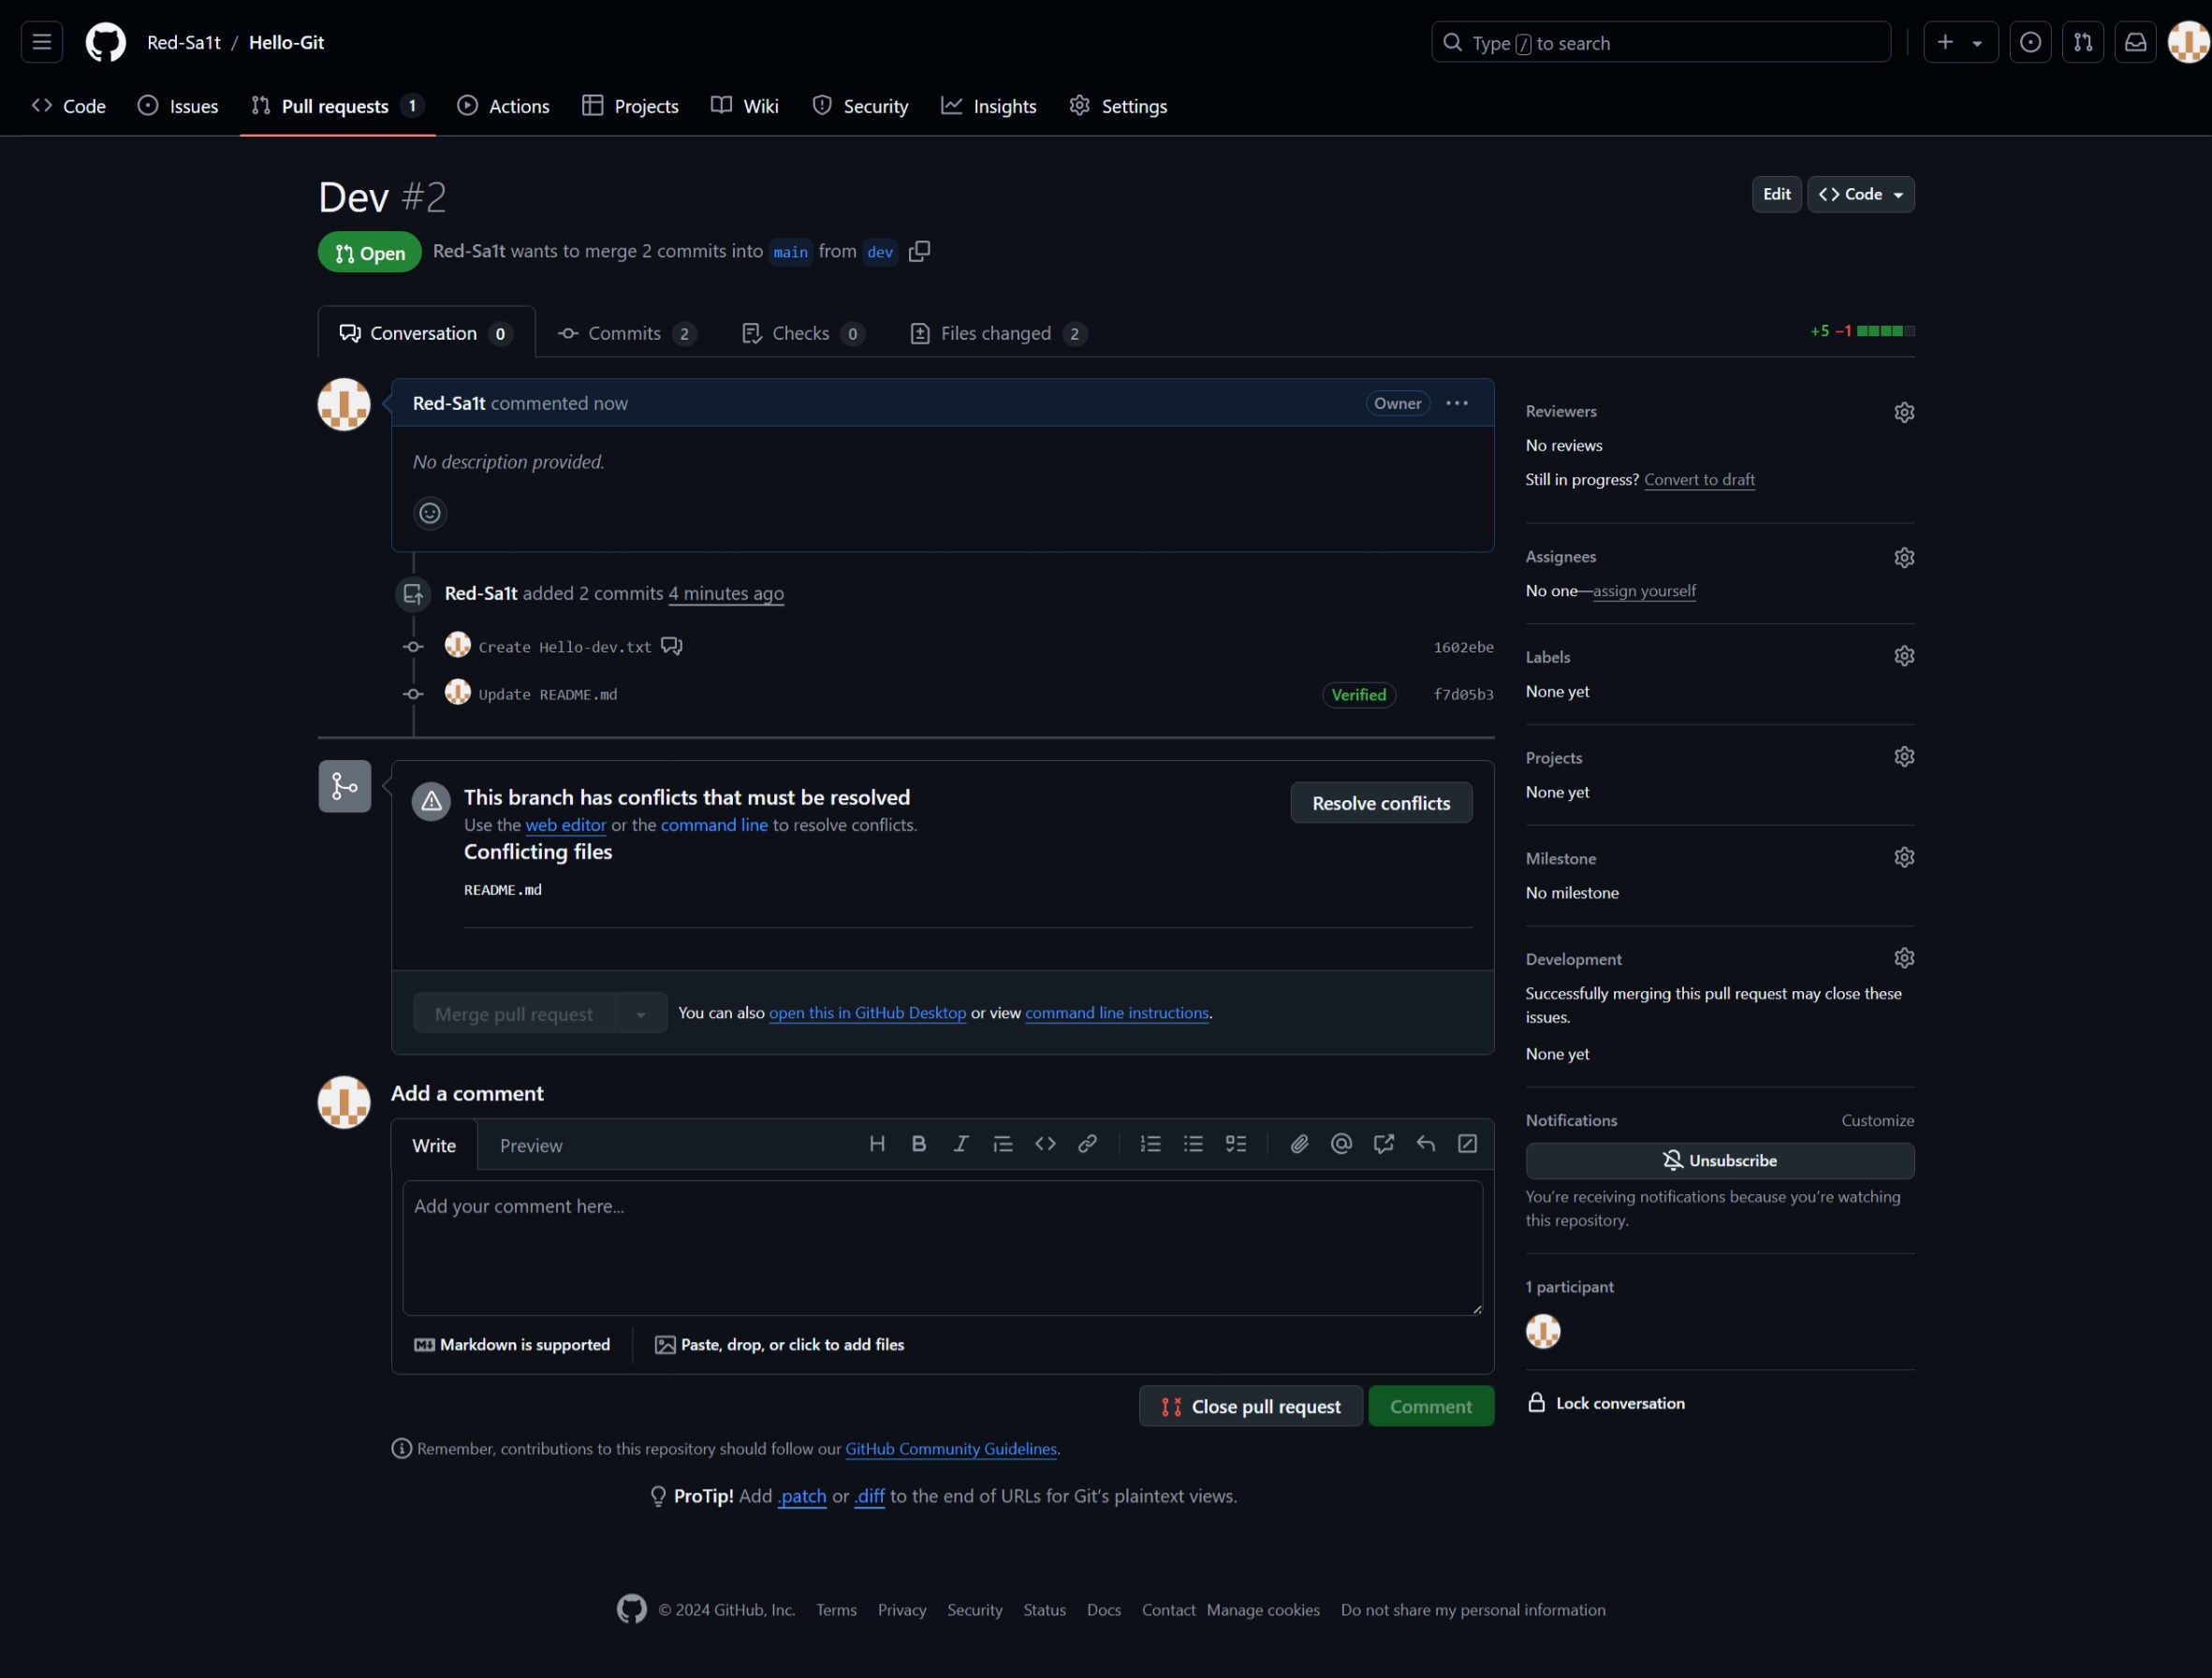 Red-Sa1t / Hello-Git
Type / to search
Code
Issues
Pull requests 1
Actions
Projects
Wiki
Security
Insights
Settings
Dev #2
Edit
Code
Open
Red-Sa1t wants to merge 2 commits into main from dev
Conversation 0
Commits 2
Checks 0
Files changed 2
+5 −1
Red-Sa1t commented now
Owner
No description provided.
Red-Sa1t added 2 commits 4 minutes ago
Create Hello-dev.txt
1602ebe
Update README.md
Verified
f7d05b3
This branch has conflicts that must be resolved
Use the web editor or the command line to resolve conflicts.
Resolve conflicts
Conflicting files
README.md
Merge pull request
You can also open this in GitHub Desktop or view command line instructions.
Add a comment
Write
Preview
Add your comment here...
Markdown is supported
Paste, drop, or click to add files
Close pull request
Comment
Remember, contributions to this repository should follow our GitHub Community Guidelines.
ProTip! Add .patch or .diff to the end of URLs for Git's plaintext views.
Reviewers
No reviews
Still in progress? Convert to draft
Assignees
No one—assign yourself
Labels
None yet
Projects
None yet
Milestone
No milestone
Development
Successfully merging this pull request may close these
issues.
None yet
Notifications
Customize
Unsubscribe
You're receiving notifications because you're watching
this repository.
1 participant
Lock conversation
© 2024 GitHub, Inc.
Terms
Privacy
Security
Status
Docs
Contact
Manage cookies
Do not share my personal information